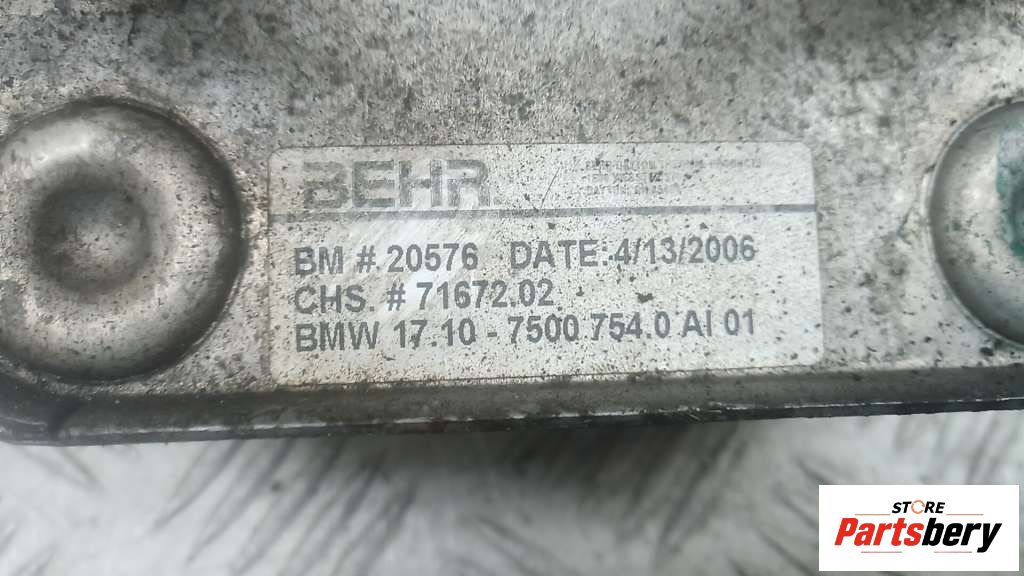 BEHR
BM # 20576 DATE: 4/13/2006
CHS. # 71672.02
BMW 17.10 - 7500 754.0 AI 01
STORE
Partsbery